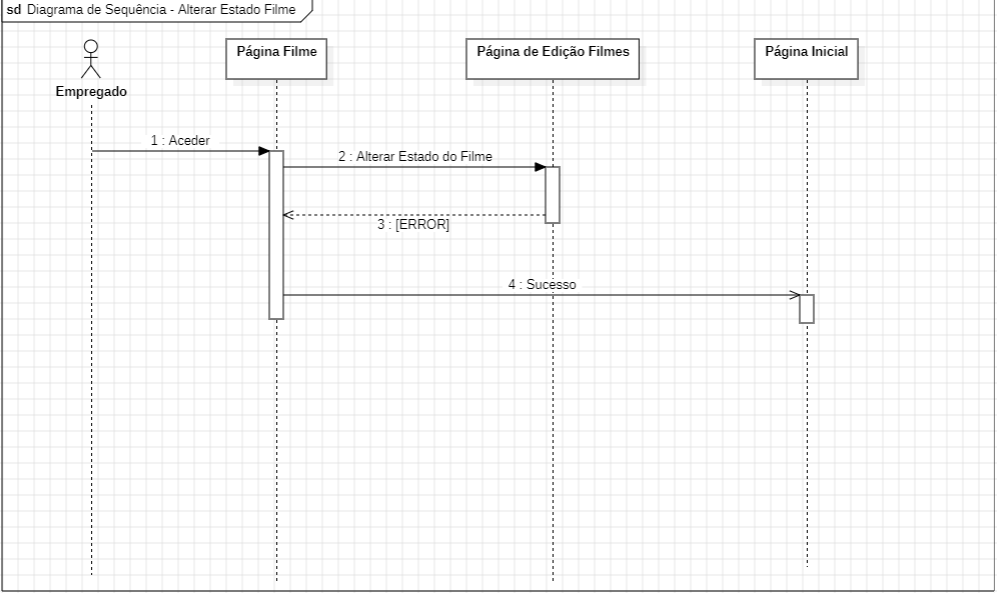 sd Diagrama de Sequência - Alterar Estado Filme
Página Filme
Página de Edição Filmes
Página Inicial
Empregado
1 : Aceder
2 : Alterar Estado do Filme
3 : [ERROR]
4 : Sucesso